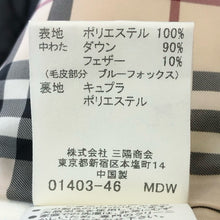 表地 ポリエステル 100%
中わた ダウン 90%
フェザー 10%
(毛皮部分 ブルーフォックス)
裏地 キュプラ
ポリエステル
株式会社 三陽商会
東京都新宿区本塩町14
中国製
01403-46 MDW